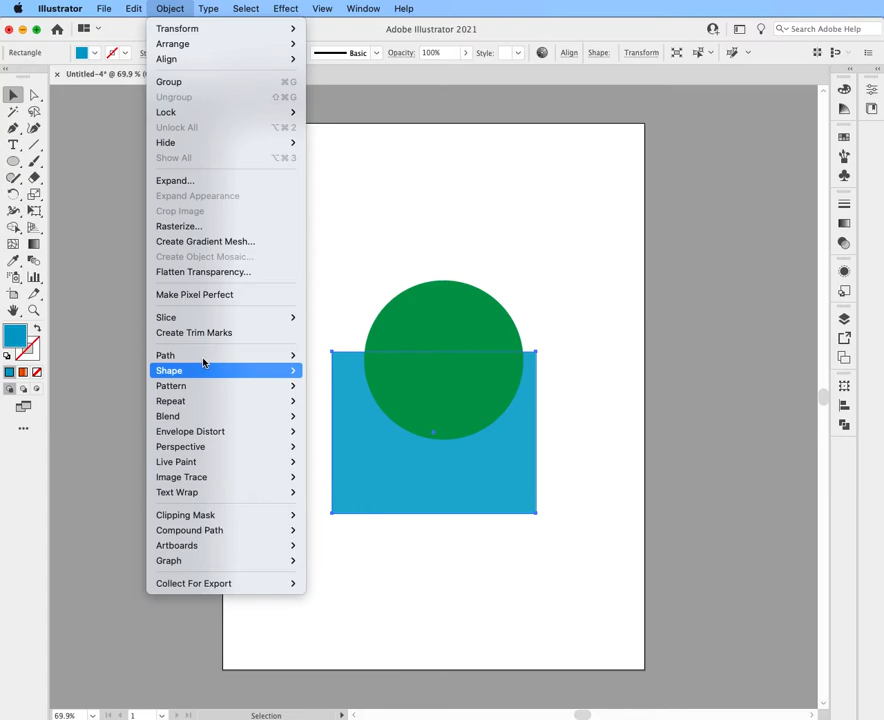 Illustrator File Edit Object Type Select Effect View Window Help
Adobe Illustrator 2021
Search Adobe Help
Rectangle
Basic
Opacity: 100%
Style:
Align
Shape:
Transform
Untitled-4* @ 69.9 %
Transform
Arrange
Align
Group ⌘G
Ungroup ⇧⌘G
Lock
Unlock All ⌥⌘2
Hide
Show All ⌥⌘3
Expand...
Expand Appearance
Crop Image
Rasterize...
Create Gradient Mesh...
Create Object Mosaic...
Flatten Transparency...
Make Pixel Perfect
Slice
Create Trim Marks
Path
Shape
Pattern
Repeat
Blend
Envelope Distort
Perspective
Live Paint
Image Trace
Text Wrap
Clipping Mask
Compound Path
Artboards
Graph
Collect For Export
69.9%
1
Selection